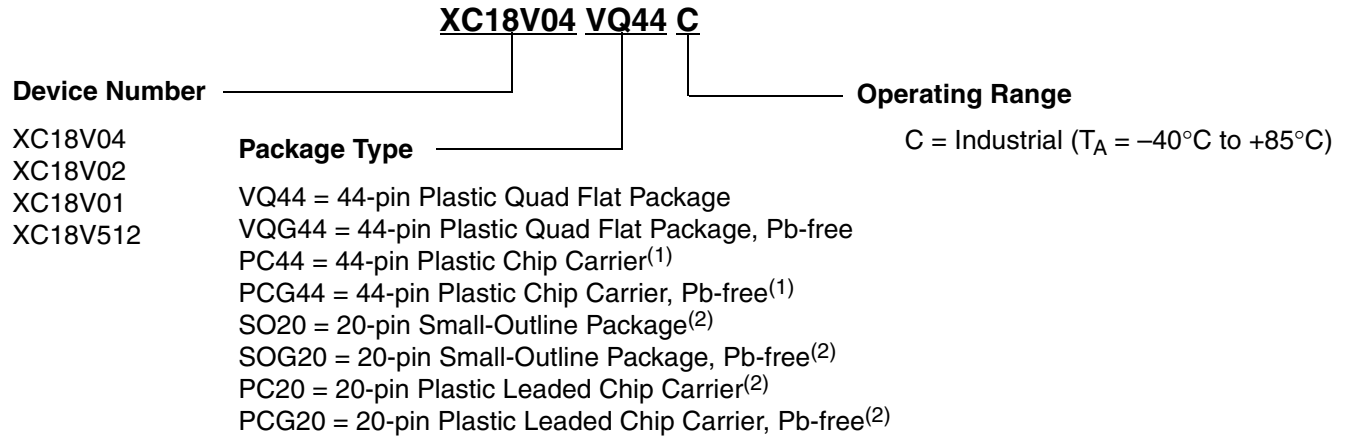 XC18V04 VQ44 C
Device Number
XC18V04
XC18V02
XC18V01
XC18V512
Package Type
VQ44 = 44-pin Plastic Quad Flat Package
VQG44 = 44-pin Plastic Quad Flat Package, Pb-free
PC44 = 44-pin Plastic Chip Carrier(1)
PCG44 = 44-pin Plastic Chip Carrier, Pb-free(1)
SO20 = 20-pin Small-Outline Package(2)
SOG20 = 20-pin Small-Outline Package, Pb-free(2)
PC20 = 20-pin Plastic Leaded Chip Carrier(2)
PCG20 = 20-pin Plastic Leaded Chip Carrier, Pb-free(2)
Operating Range
C = Industrial (TA = –40°C to +85°C)